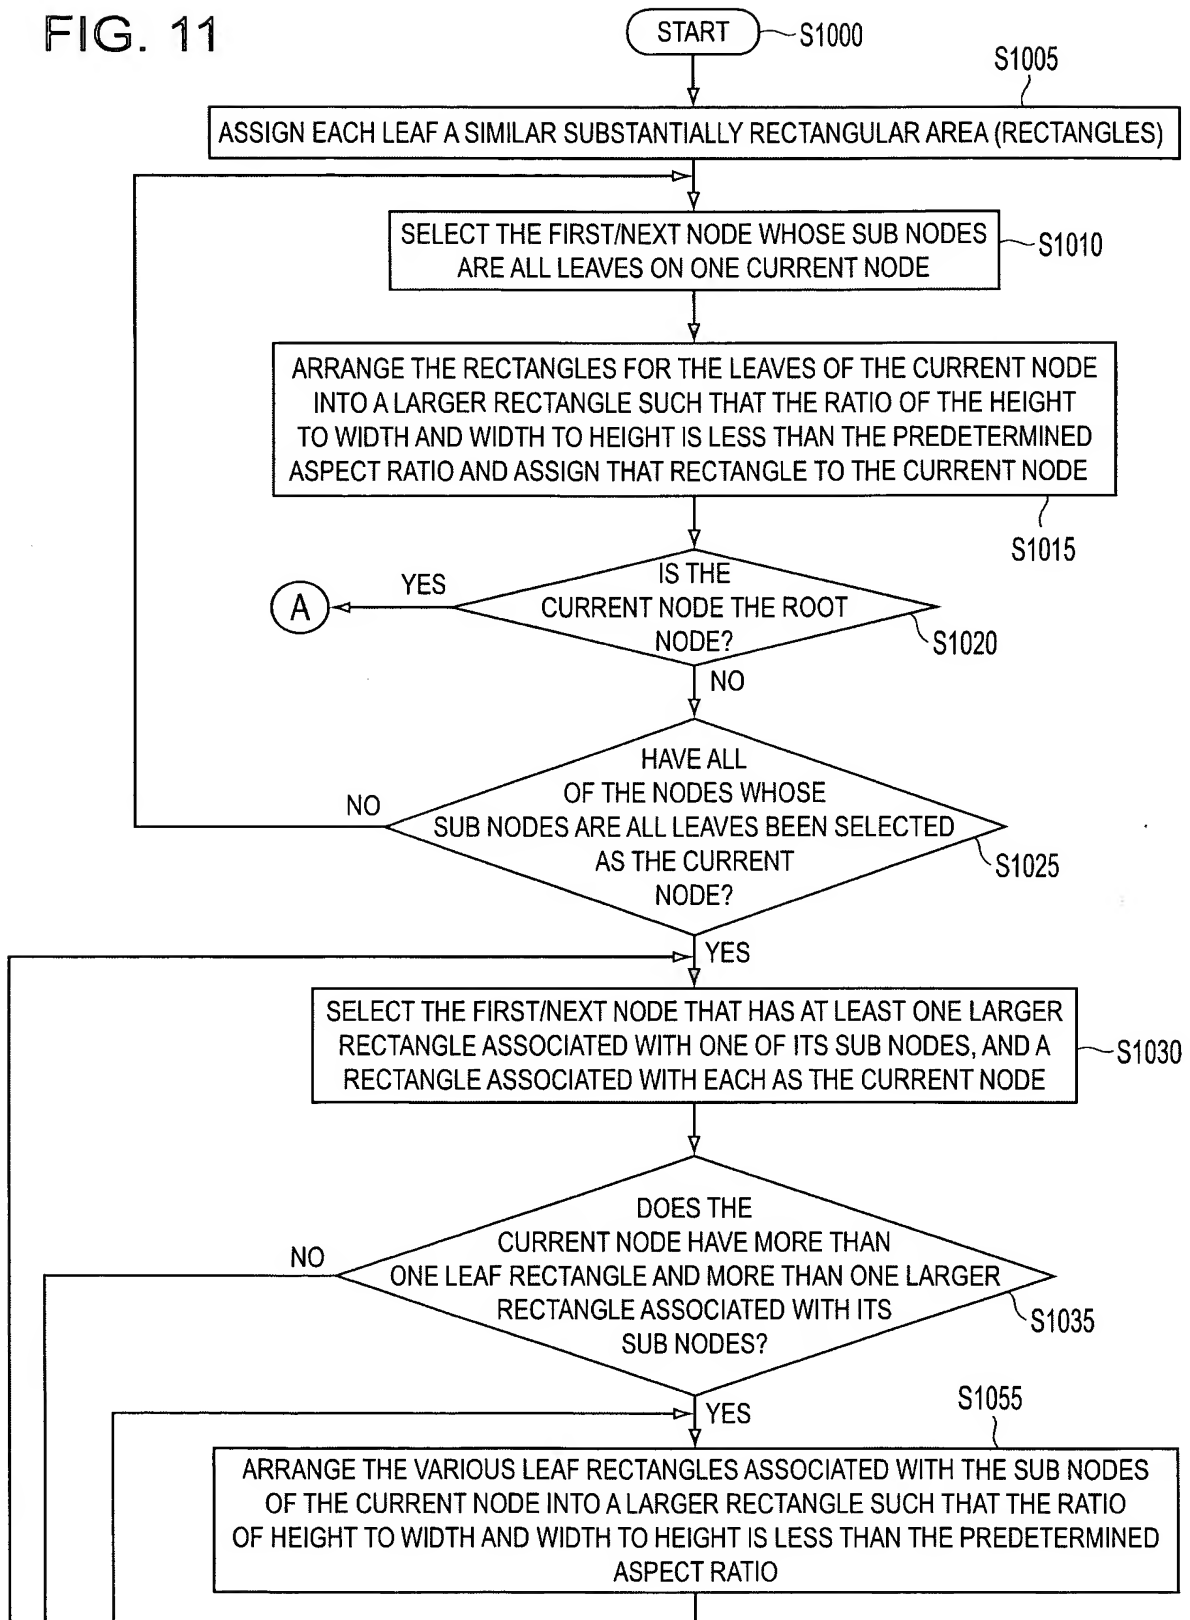 FIG. 11
START
S1000
S1005
ASSIGN EACH LEAF A SIMILAR SUBSTANTIALLY RECTANGULAR AREA (RECTANGLES)
SELECT THE FIRST/NEXT NODE WHOSE SUB NODES
ARE ALL LEAVES ON ONE CURRENT NODE
S1010
ARRANGE THE RECTANGLES FOR THE LEAVES OF THE CURRENT NODE
INTO A LARGER RECTANGLE SUCH THAT THE RATIO OF THE HEIGHT
TO WIDTH AND WIDTH TO HEIGHT IS LESS THAN THE PREDETERMINED
ASPECT RATIO AND ASSIGN THAT RECTANGLE TO THE CURRENT NODE
S1015
IS THE
CURRENT NODE THE ROOT
NODE?
S1020
YES
A
NO
HAVE ALL
OF THE NODES WHOSE
SUB NODES ARE ALL LEAVES BEEN SELECTED
AS THE CURRENT
NODE?
S1025
NO
YES
SELECT THE FIRST/NEXT NODE THAT HAS AT LEAST ONE LARGER
RECTANGLE ASSOCIATED WITH ONE OF ITS SUB NODES, AND A
RECTANGLE ASSOCIATED WITH EACH AS THE CURRENT NODE
S1030
DOES THE
CURRENT NODE HAVE MORE THAN
ONE LEAF RECTANGLE AND MORE THAN ONE LARGER
RECTANGLE ASSOCIATED WITH ITS
SUB NODES?
S1035
NO
YES
S1055
ARRANGE THE VARIOUS LEAF RECTANGLES ASSOCIATED WITH THE SUB NODES
OF THE CURRENT NODE INTO A LARGER RECTANGLE SUCH THAT THE RATIO
OF HEIGHT TO WIDTH AND WIDTH TO HEIGHT IS LESS THAN THE PREDETERMINED
ASPECT RATIO